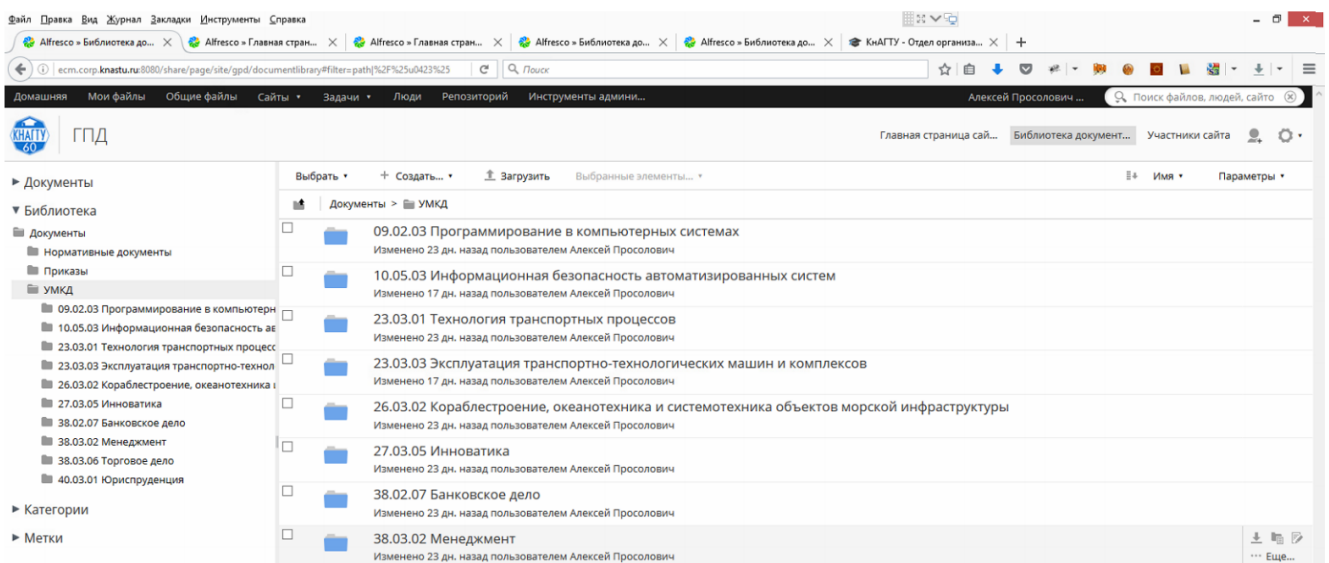 Файл Правка Вид Журнал Закладки Инструменты Справка
Alfresco » Библиотека до... × Alfresco » Главная стран... × Alfresco » Главная стран... × Alfresco » Библиотека до... × Alfresco » Библиотека до... × КнАГТУ - Отдел организа... × +
ecm.corp.knastu.ru:8080/share/page/site/gpd/documentlibrary#filter=path|%2F%25u0423%25 Поиск
Домашняя Мои файлы Общие файлы Сайты Задачи Люди Репозиторий Инструменты админи... Алексей Просолович ... Поиск файлов, людей, сайто
КНАГТУ 60 ГПД Главная страница сай... Библиотека документ... Участники сайта
Документы Выбрать + Создать... Загрузить Выбранные элементы... Имя Параметры
Библиотека Документы > УМКД
Документы
Нормативные документы
Приказы
УМКД
09.02.03 Программирование в компьютерн
10.05.03 Информационная безопасность ав
23.03.01 Технология транспортных процесс
23.03.03 Эксплуатация транспортно-технол
26.03.02 Кораблестроение, океанотехника и
27.03.05 Инноватика
38.02.07 Банковское дело
38.03.02 Менеджмент
38.03.06 Торговое дело
40.03.01 Юриспруденция
Категории
Метки
09.02.03 Программирование в компьютерных системах
Изменено 23 дн. назад пользователем Алексей Просолович
10.05.03 Информационная безопасность автоматизированных систем
Изменено 17 дн. назад пользователем Алексей Просолович
23.03.01 Технология транспортных процессов
Изменено 23 дн. назад пользователем Алексей Просолович
23.03.03 Эксплуатация транспортно-технологических машин и комплексов
Изменено 17 дн. назад пользователем Алексей Просолович
26.03.02 Кораблестроение, океанотехника и системотехника объектов морской инфраструктуры
Изменено 23 дн. назад пользователем Алексей Просолович
27.03.05 Инноватика
Изменено 23 дн. назад пользователем Алексей Просолович
38.02.07 Банковское дело
Изменено 23 дн. назад пользователем Алексей Просолович
38.03.02 Менеджмент
Изменено 23 дн. назад пользователем Алексей Просолович
... Еще...